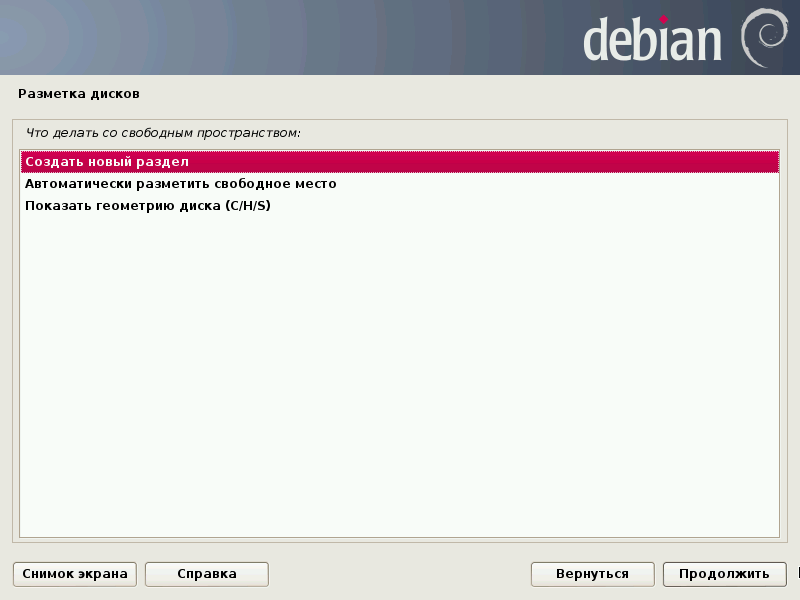 debian
Разметка дисков
Что делать со свободным пространством:
Создать новый раздел
Автоматически разметить свободное место
Показать геометрию диска (C/H/S)
Снимок экрана
Справка
Вернуться
Продолжить